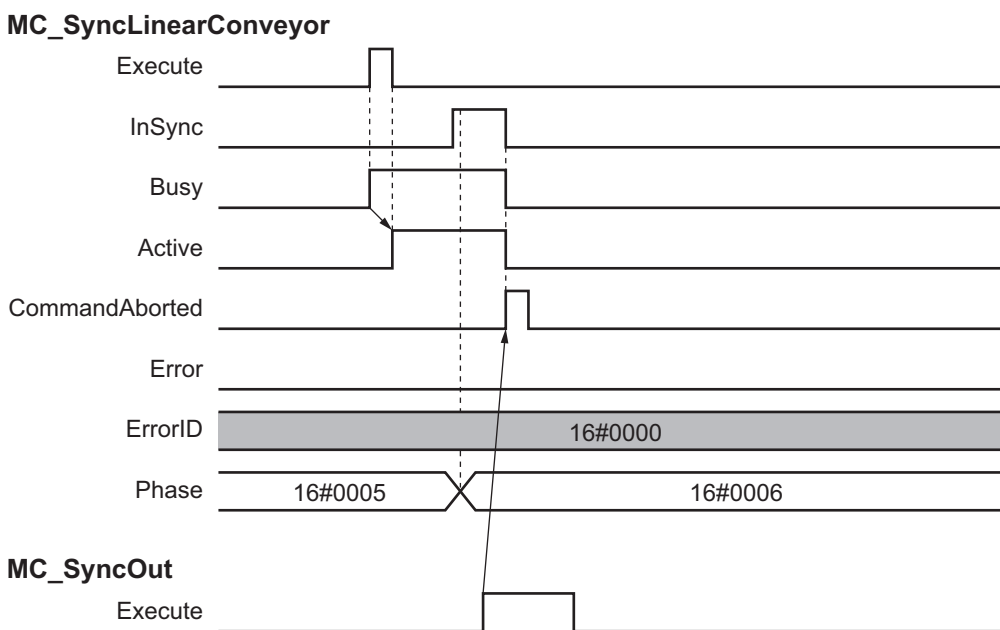 MC_SyncLinearConveyor
Execute
InSync
Busy
Active
CommandAborted
Error
ErrorID 16#0000
Phase 16#0005 16#0006
MC_SyncOut
Execute